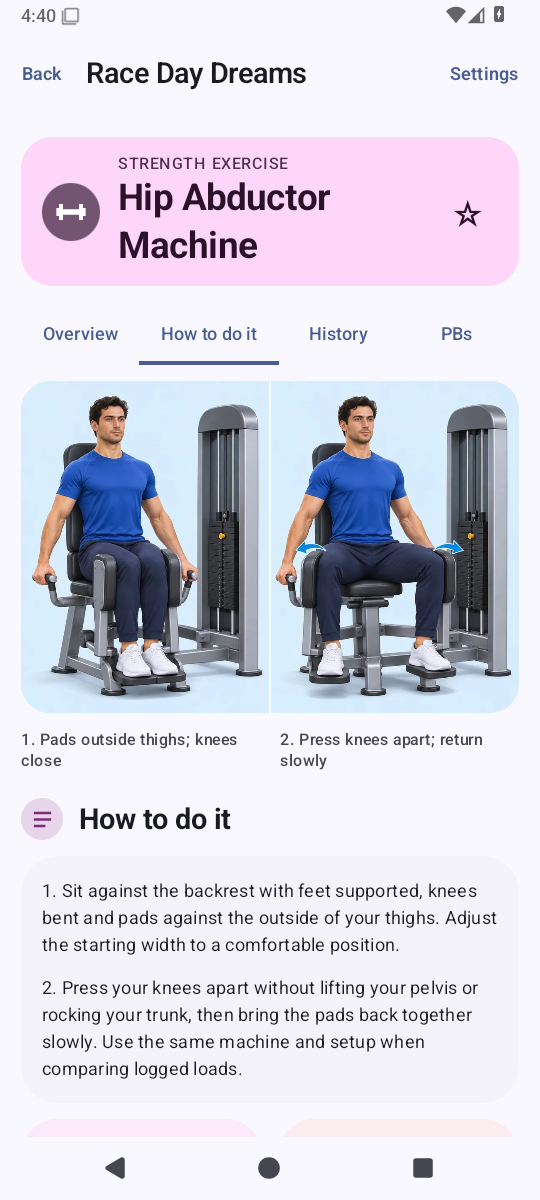 4:40
Back
Race Day Dreams
Settings
STRENGTH EXERCISE
Hip Abductor
Machine
Overview
How to do it
History
PBs
1. Pads outside thighs; knees
close
2. Press knees apart; return
slowly
How to do it
1. Sit against the backrest with feet supported, knees
bent and pads against the outside of your thighs. Adjust
the starting width to a comfortable position.
2. Press your knees apart without lifting your pelvis or
rocking your trunk, then bring the pads back together
slowly. Use the same machine and setup when
comparing logged loads.